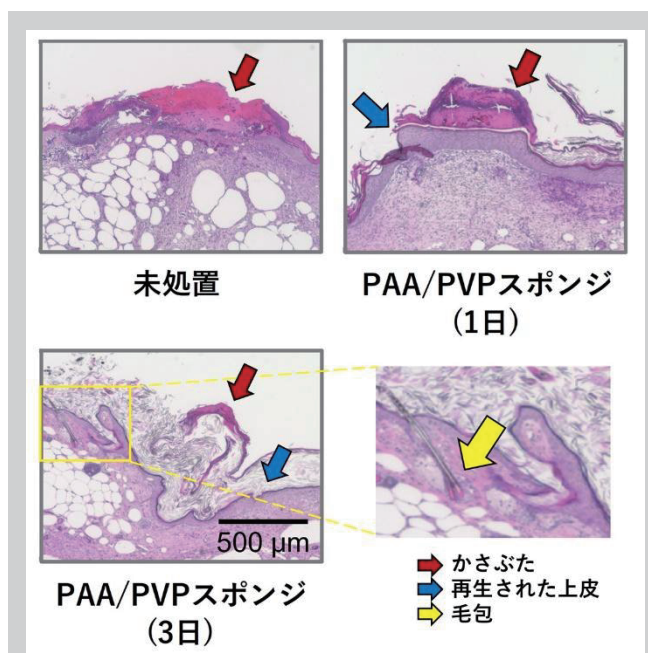 未処置
PAA/PVPスポンジ
(1日)
500 µm
PAA/PVPスポンジ
(3日)
かさぶた
再生された上皮
毛包